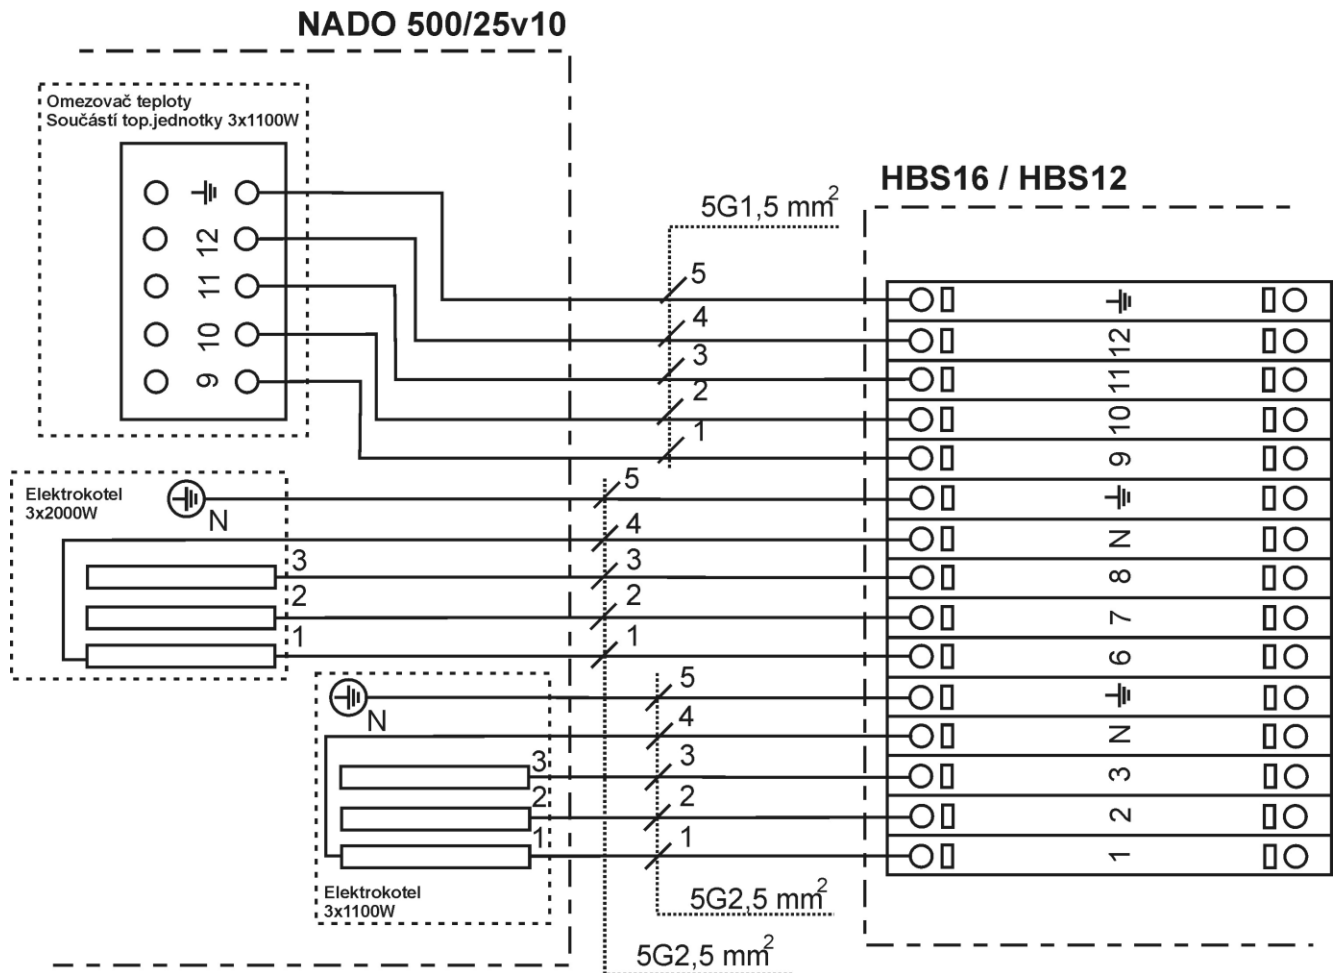 NADO 500/25v10
Omezovač teploty
Součástí top.jednotky 3x1100W
12
11
10
9
HBS16 / HBS12
5G1,5 mm²
5
4
3
2
1
12
11
10
9
N
8
7
6
N
3
2
1
Elektrokotel
3x2000W
N
3
2
1
5
4
3
2
1
N
3
2
1
Elektrokotel
3x1100W
5
4
3
2
1
5G2,5 mm²
5G2,5 mm²